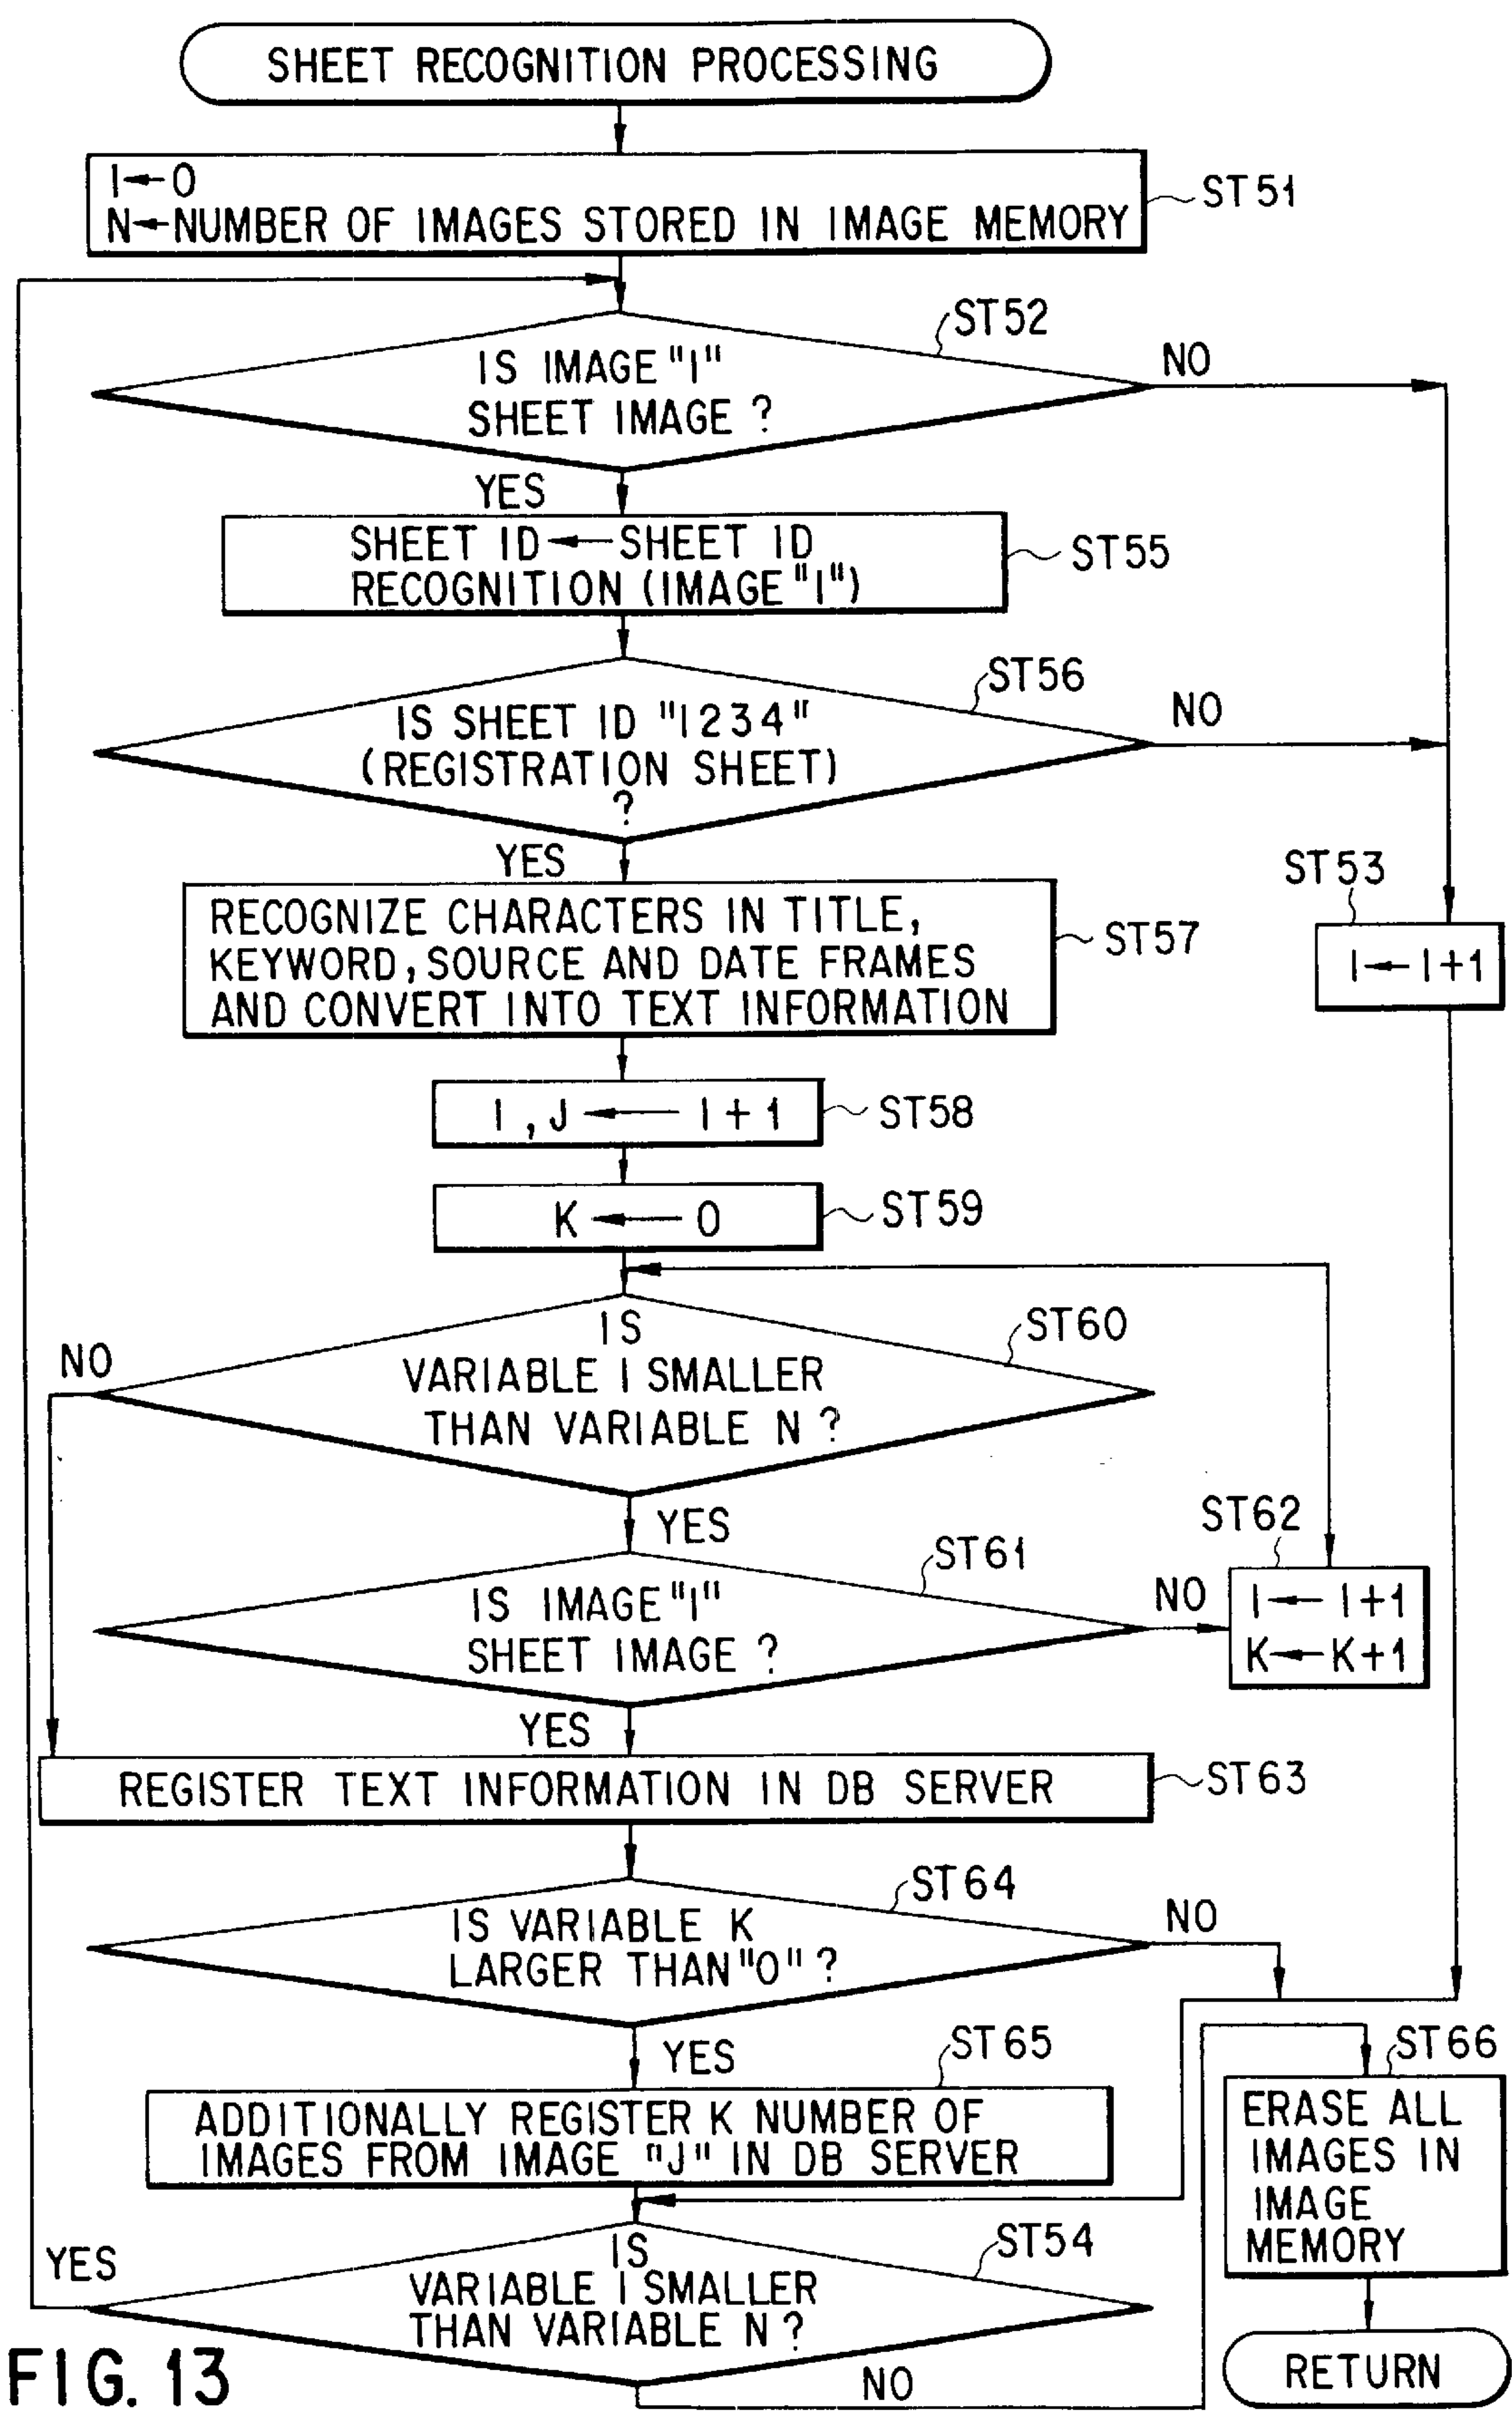 SHEET RECOGNITION PROCESSING
I←0
N←NUMBER OF IMAGES STORED IN IMAGE MEMORY
ST51
ST52
IS IMAGE "I"
SHEET IMAGE ?
NO
YES
SHEET ID←SHEET ID
RECOGNITION (IMAGE "I")
ST55
ST56
IS SHEET ID "1234"
(REGISTRATION SHEET)
?
NO
YES
ST53
I←I+1
RECOGNIZE CHARACTERS IN TITLE,
KEYWORD, SOURCE AND DATE FRAMES
AND CONVERT INTO TEXT INFORMATION
ST57
I, J ← I+1
ST58
K ← 0
ST59
IS
VARIABLE I SMALLER
THAN VARIABLE N ?
ST60
NO
YES
ST61
IS IMAGE "I"
SHEET IMAGE ?
NO
ST62
I← I+1
K←K+1
YES
REGISTER TEXT INFORMATION IN DB SERVER
ST63
ST64
IS VARIABLE K
LARGER THAN "0" ?
NO
YES
ST65
ADDITIONALLY REGISTER K NUMBER OF
IMAGES FROM IMAGE "J" IN DB SERVER
ST66
ERASE ALL
IMAGES IN
IMAGE
MEMORY
ST54
IS
VARIABLE I SMALLER
THAN VARIABLE N ?
YES
NO
RETURN
FIG. 13